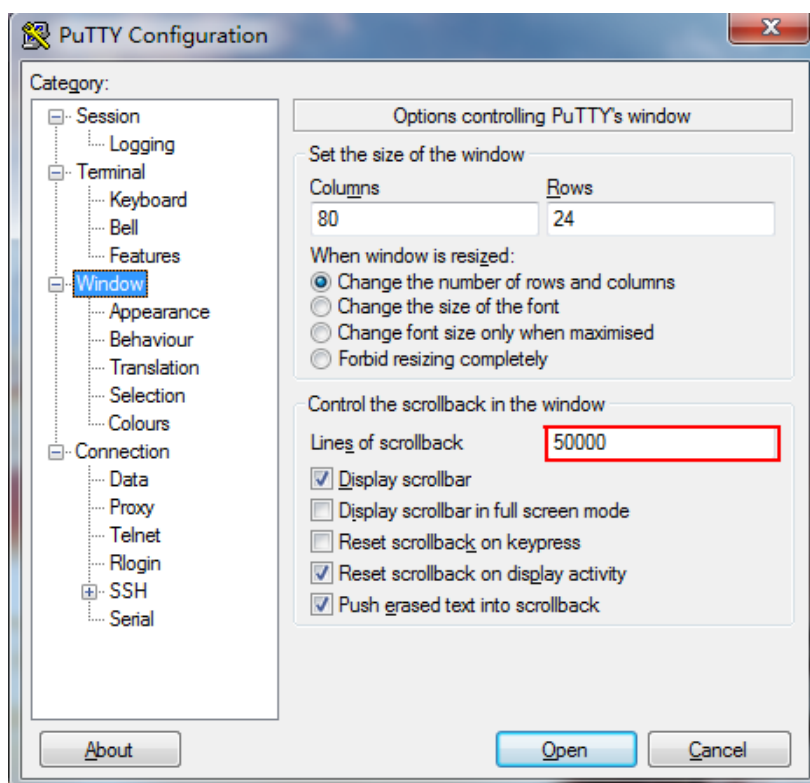 PuTTY Configuration
Category:
Session
Logging
Terminal
Keyboard
Bell
Features
Window
Appearance
Behaviour
Translation
Selection
Colours
Connection
Data
Proxy
Telnet
Rlogin
SSH
Serial
Options controlling PuTTY's window
Set the size of the window
Columns Rows
80 24
When window is resized:
Change the number of rows and columns
Change the size of the font
Change font size only when maximised
Forbid resizing completely
Control the scrollback in the window
Lines of scrollback 50000
Display scrollbar
Display scrollbar in full screen mode
Reset scrollback on keypress
Reset scrollback on display activity
Push erased text into scrollback
About Open Cancel